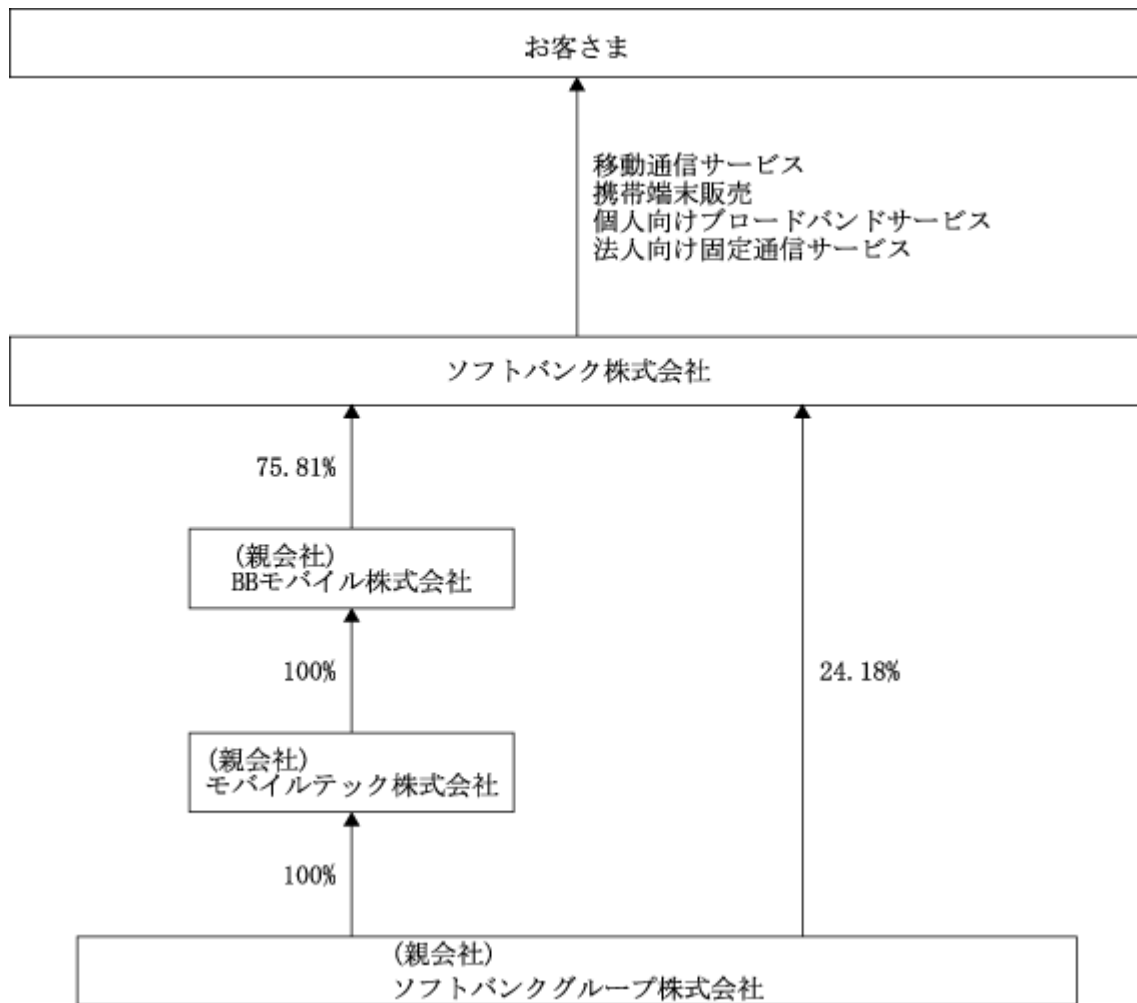 お客さま
移動通信サービス
携帯端末販売
個人向けブロードバンドサービス
法人向け固定通信サービス
ソフトバンク株式会社
75.81%
(親会社)
BBモバイル株式会社
100%
24.18%
(親会社)
モバイルテック株式会社
100%
(親会社)
ソフトバンクグループ株式会社